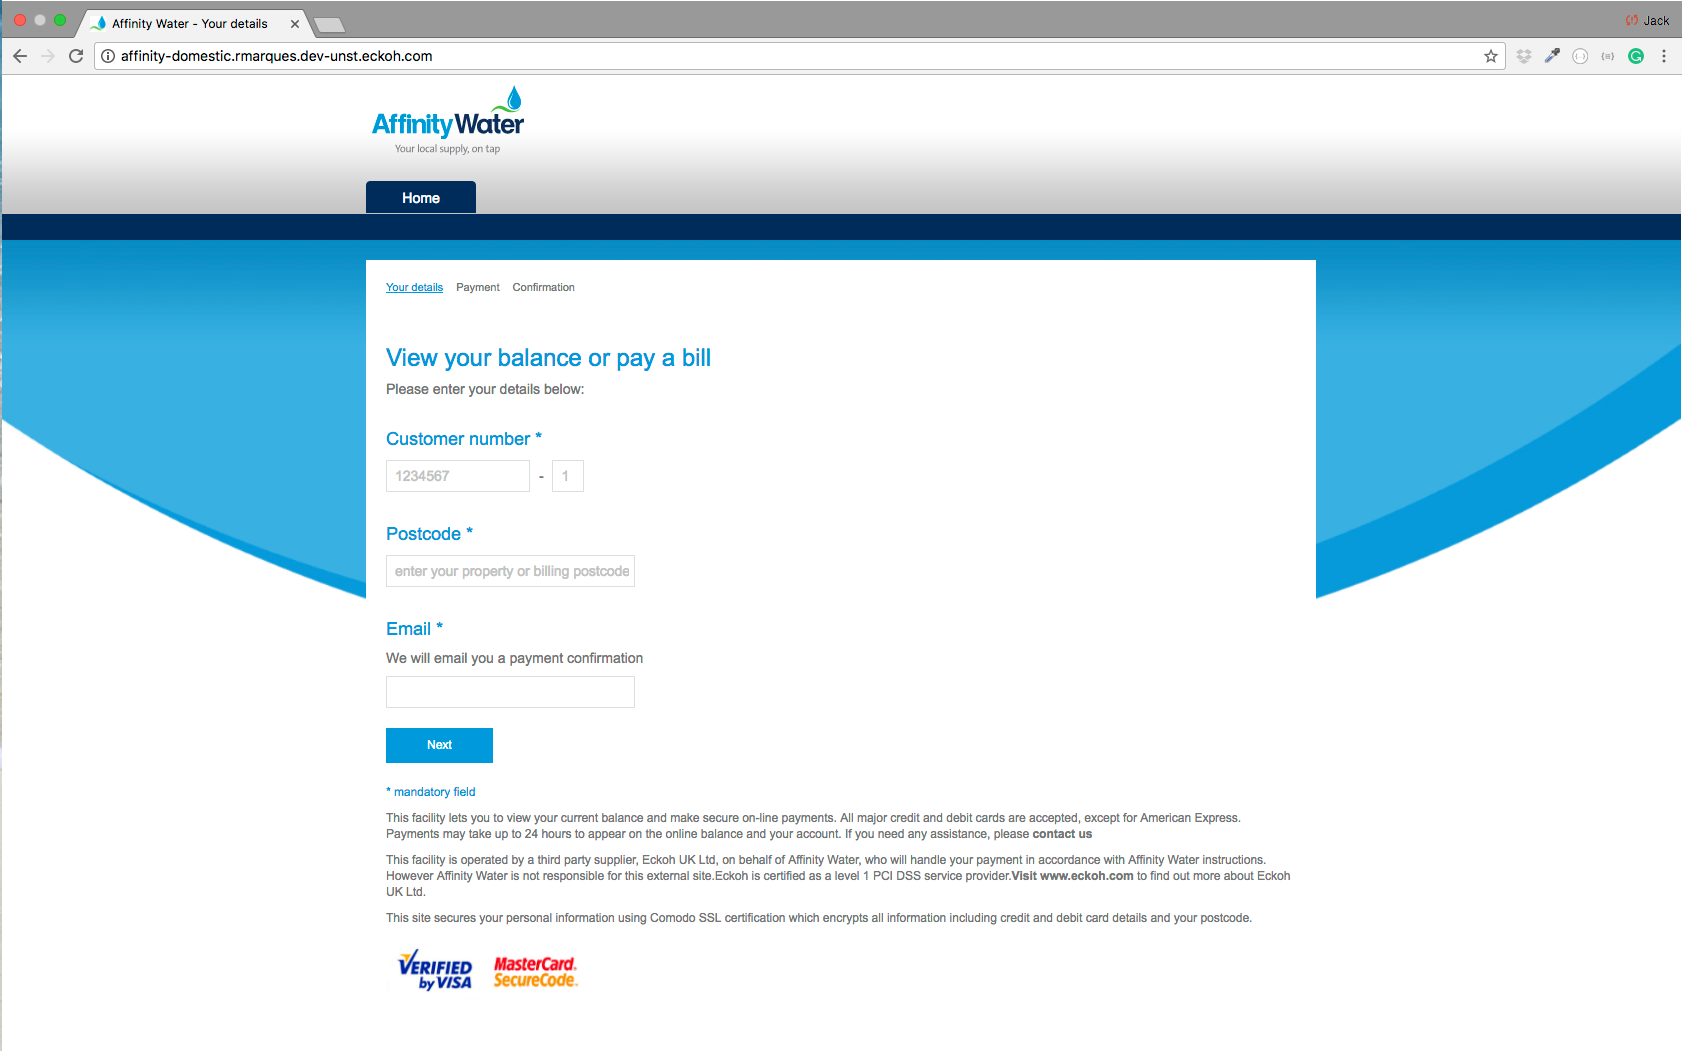 Affinity Water - Your details
Jack
affinity-domestic.rmarques.dev-unst.eckoh.com
AffinityWater
Your local supply, on tap
Home
Your details Payment Confirmation
View your balance or pay a bill
Please enter your details below:
Customer number *
1234567 - 1
Postcode *
enter your property or billing postcode
Email *
We will email you a payment confirmation
Next
* mandatory field
This facility lets you to view your current balance and make secure on-line payments. All major credit and debit cards are accepted, except for American Express.
Payments may take up to 24 hours to appear on the online balance and your account. If you need any assistance, please contact us
This facility is operated by a third party supplier, Eckoh UK Ltd, on behalf of Affinity Water, who will handle your payment in accordance with Affinity Water instructions.
However Affinity Water is not responsible for this external site.Eckoh is certified as a level 1 PCI DSS service provider.Visit www.eckoh.com to find out more about Eckoh
UK Ltd.
This site secures your personal information using Comodo SSL certification which encrypts all information including credit and debit card details and your postcode.
VERIFIED
by VISA
MasterCard.
SecureCode.